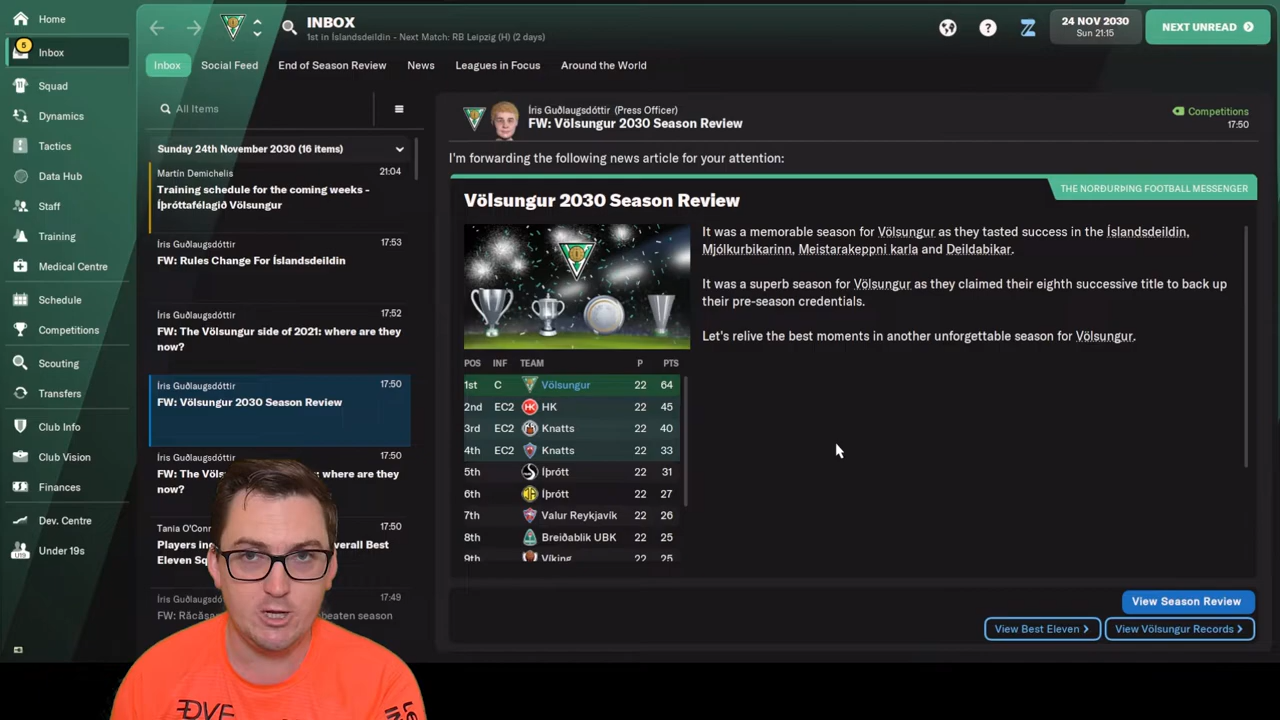 Home
5
Inbox
Squad
Dynamics
Tactics
Data Hub
Staff
Training
Medical Centre
Schedule
Competitions
Scouting
Transfers
Club Info
Club Vision
Finances
Dev. Centre
U19
Under 19s
INBOX
1st in Íslandsdeildin - Next Match: RB Leipzig (H) (2 days)
24 NOV 2030
Sun 21:15
NEXT UNREAD
Inbox
Social Feed
End of Season Review
News
Leagues in Focus
Around the World
All Items
Sunday 24th November 2030 (16 items)
Martín Demichelis
21:04
Training schedule for the coming weeks -
Íþróttafélagið Völsungur
Íris Guðlaugsdóttir
17:53
FW: Rules Change For Íslandsdeildin
Íris Guðlaugsdóttir
17:52
FW: The Völsungur side of 2021: where are they
now?
Íris Guðlaugsdóttir
17:50
FW: Völsungur 2030 Season Review
Íris Guðlaugsdóttir
17:50
FW: The Völs
where are they
now?
Tania O'Conn
17:50
Players in
verall Best
Eleven Sq
Íris Guðlaugsdó
17:49
eaten season
Íris Guðlaugsdóttir (Press Officer)
FW: Völsungur 2030 Season Review
Competitions
17:50
I'm forwarding the following news article for your attention:
THE NORÐURÞING FOOTBALL MESSENGER
Völsungur 2030 Season Review
It was a memorable season for Völsungur as they tasted success in the Íslandsdeildin,
Mjólkurbikarinn, Meistarakeppni karla and Deildabikar.
It was a superb season for Völsungur as they claimed their eighth successive title to back up
their pre-season credentials.
Let's relive the best moments in another unforgettable season for Völsungur.
POS INF TEAM P PTS
1st C Völsungur 22 64
2nd EC2 HK 22 45
3rd EC2 Knatts 22 40
4th EC2 Knatts 22 33
5th Íþrótt 22 31
6th Íþrótt 22 27
7th Valur Reykjavík 22 26
8th Breiðablik UBK 22 25
9th Víking 22 25
View Season Review
View Best Eleven
View Völsungur Records